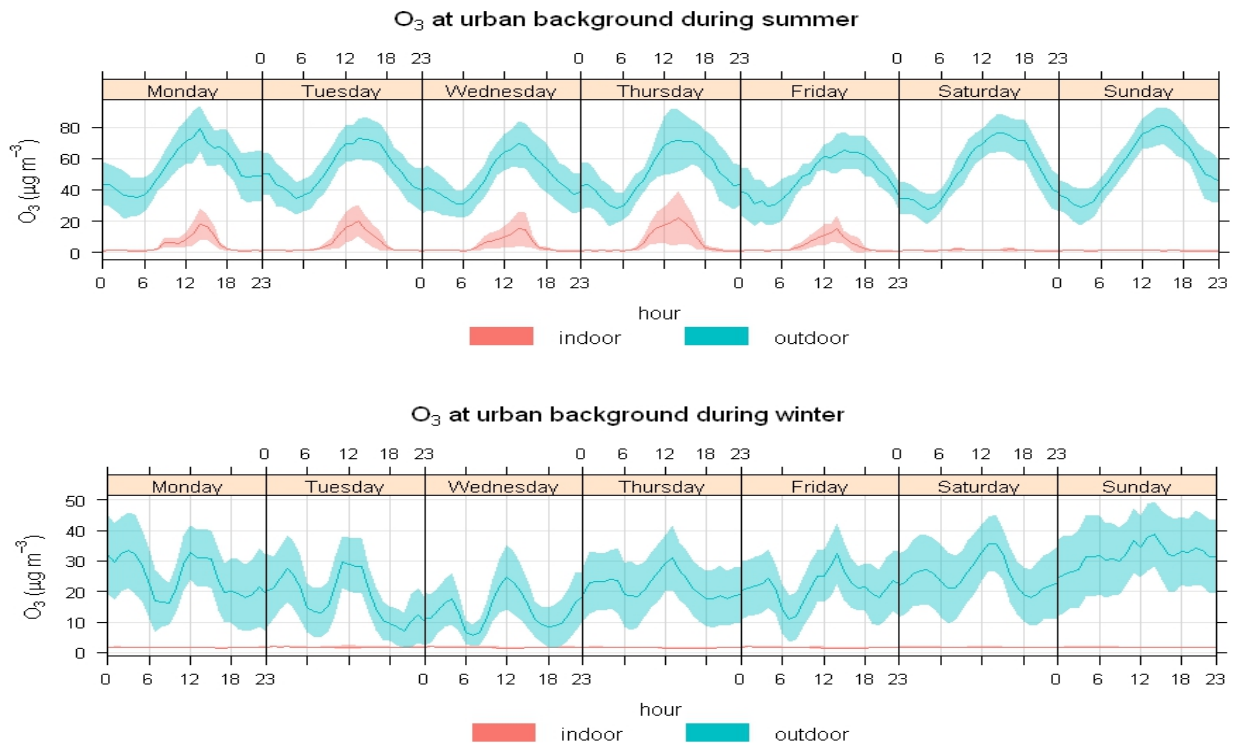 O₃ at urban background during summer
0 6 12 18 23 0 6 12 18 23 0 6 12 18 23
Monday Tuesday Wednesday Thursday Friday Saturday Sunday
O₃ (µg m⁻³)
80
60
40
20
0
0 6 12 18 23 0 6 12 18 23 0 6 12 18 23 0 6 12 18 23
hour
indoor outdoor
O₃ at urban background during winter
0 6 12 18 23 0 6 12 18 23 0 6 12 18 23
Monday Tuesday Wednesday Thursday Friday Saturday Sunday
O₃ (µg m⁻³)
50
40
30
20
10
0
0 6 12 18 23 0 6 12 18 23 0 6 12 18 23 0 6 12 18 23
hour
indoor outdoor